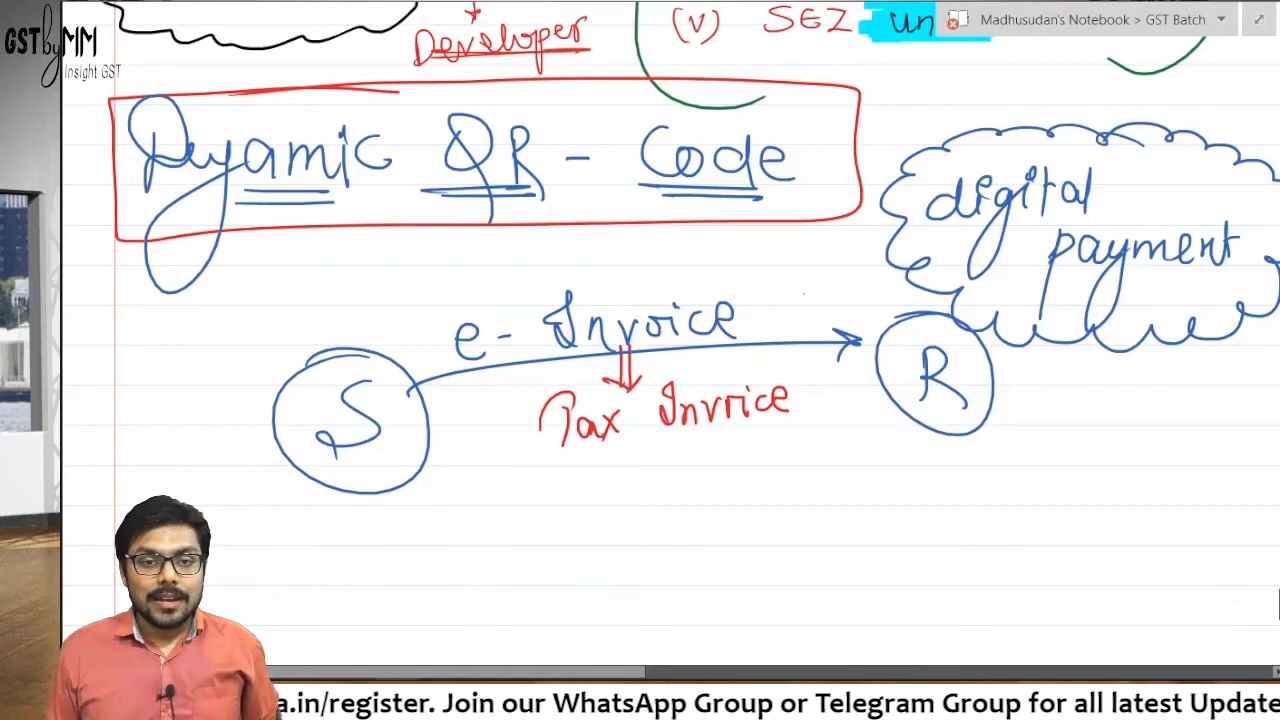 GST by MM
Insight GST
Developer
(v) SEZ un
Madhusudan's Notebook > GST Batch
Dyamic QR - Code
digital
payment
e- Invoice
S
R
Tax Invoice
a.in/register. Join our WhatsApp Group or Telegram Group for all latest Update